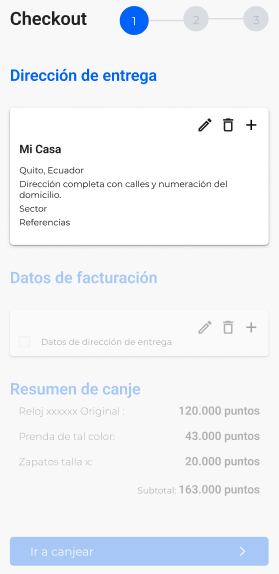 Checkout
1
2
3
Dirección de entrega
Mi Casa
Quito, Ecuador
Dirección completa con calles y numeración del
domicilio.
Sector
Referencias
Datos de facturación
Datos de dirección de entrega
Resumen de canje
Reloj xxxxxx Original : 120.000 puntos
Prenda de tal color: 43.000 puntos
Zapatos talla x: 20.000 puntos
Subtotal: 163.000 puntos
Ir a canjear